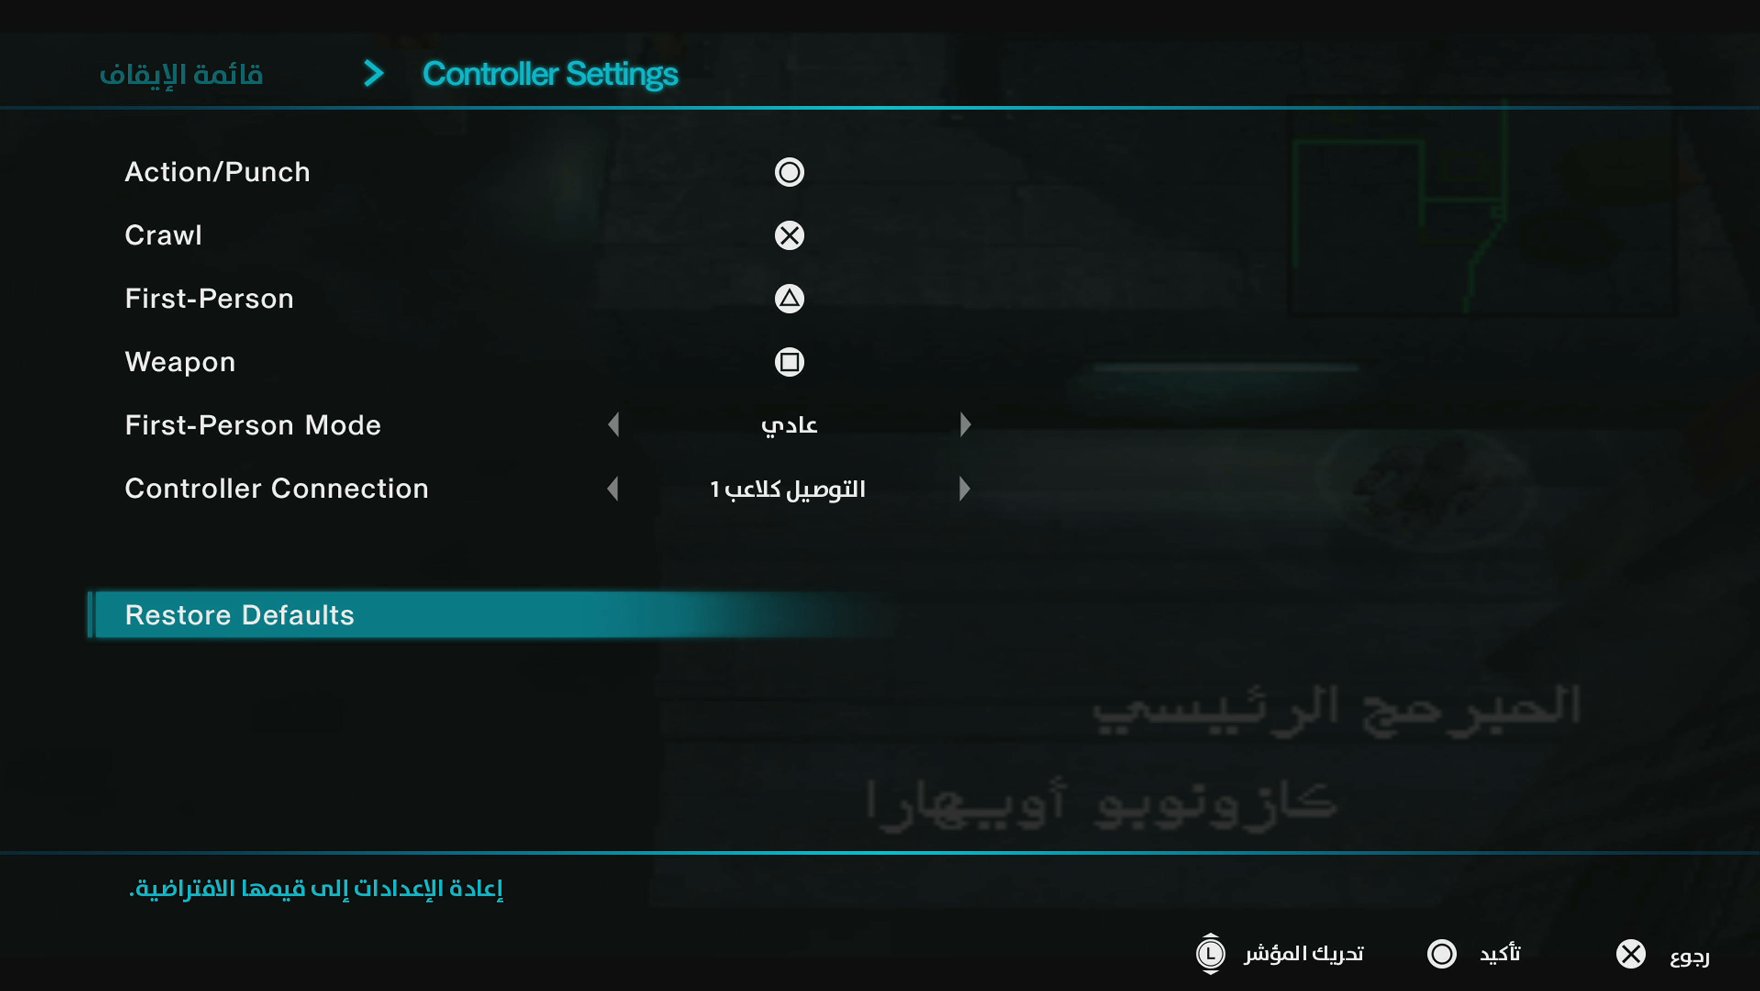 قائمة الإيقاف > Controller Settings
Action/Punch
Crawl
First-Person
Weapon
First-Person Mode عادي
Controller Connection التوصيل كلاعب 1
Restore Defaults
المبرمج الرئيسي
كازونوبو أويهارا
إعادة الإعدادات إلى قيمها الافتراضية.
L تحريك المؤشر تأكيد رجوع